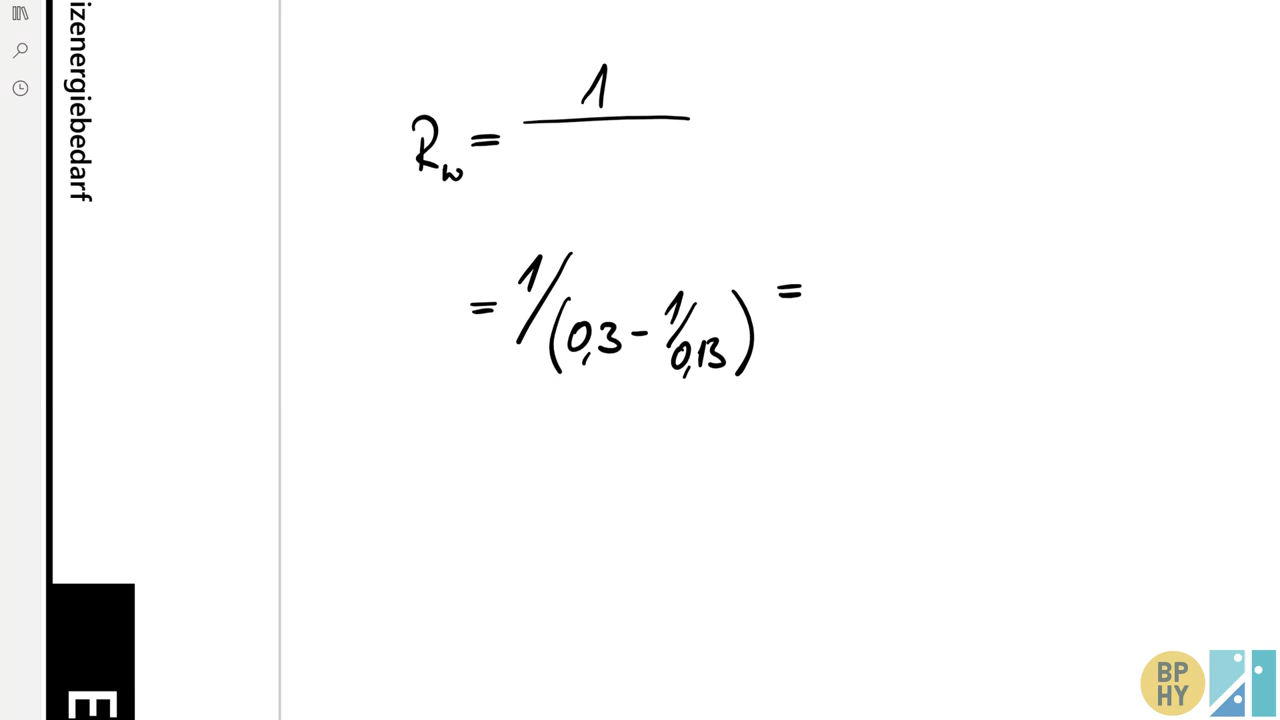 izenergiebedarf
1
R_w =
= 1/(0,3 - 1/0,13) =
E
BP
HY